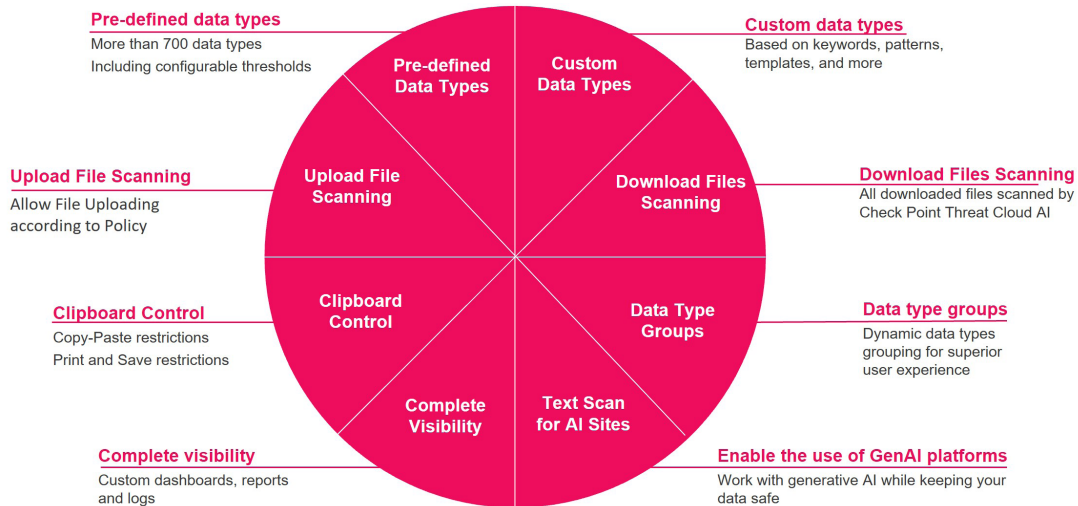 Pre-defined data types
More than 700 data types
Including configurable thresholds
Custom data types
Based on keywords, patterns,
templates, and more
Pre-defined
Data Types
Custom
Data Types
Upload File Scanning
Allow File Uploading
according to Policy
Upload File
Scanning
Download Files
Scanning
Download Files Scanning
All downloaded files scanned by
Check Point Threat Cloud AI
Clipboard Control
Copy-Paste restrictions
Print and Save restrictions
Clipboard
Control
Data Type
Groups
Data type groups
Dynamic data types
grouping for superior
user experience
Complete
Visibility
Text Scan
for AI Sites
Complete visibility
Custom dashboards, reports
and logs
Enable the use of GenAI platforms
Work with generative AI while keeping your
data safe